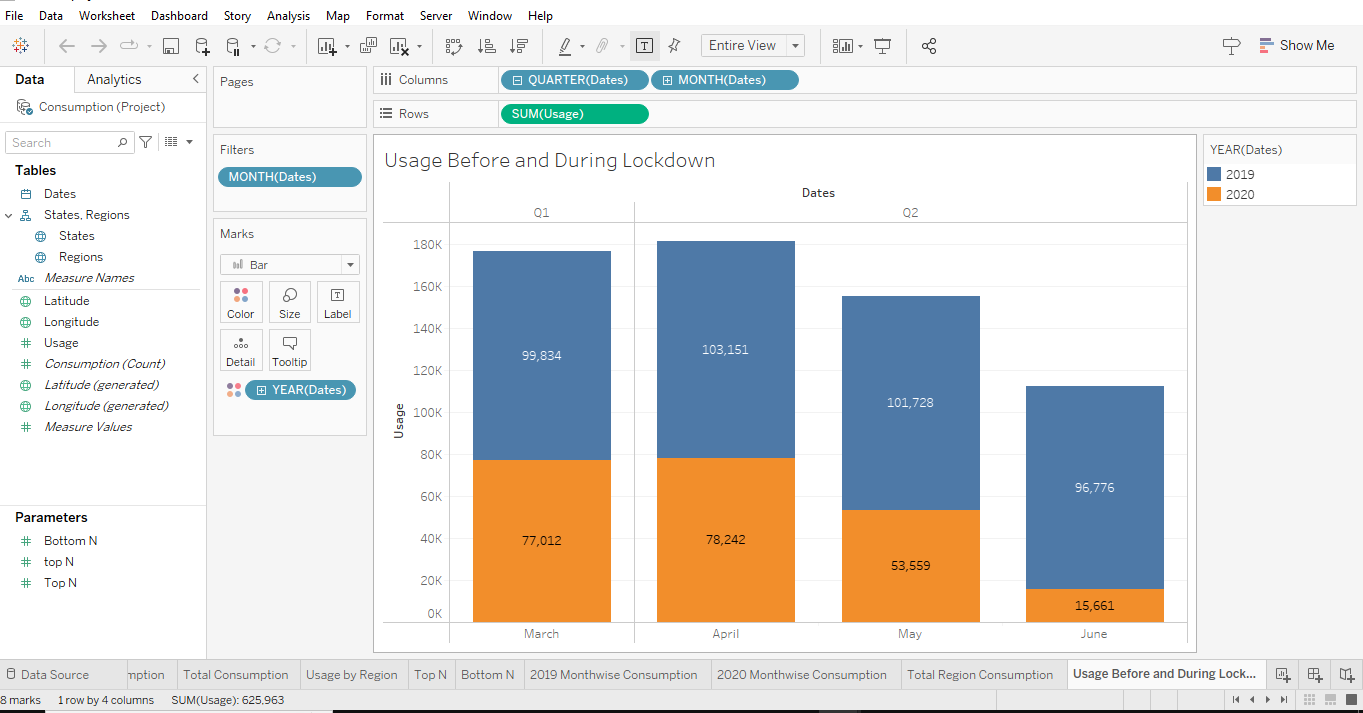 File Data Worksheet Dashboard Story Analysis Map Format Server Window Help
Entire View
Show Me
Data Analytics
Consumption (Project)
Search
Tables
Dates
States, Regions
States
Regions
Abc Measure Names
Latitude
Longitude
Usage
Consumption (Count)
Latitude (generated)
Longitude (generated)
Measure Values
Parameters
Bottom N
top N
Top N
Pages
Filters
MONTH(Dates)
Marks
Bar
Color Size Label
Detail Tooltip
YEAR(Dates)
Columns QUARTER(Dates) MONTH(Dates)
Rows SUM(Usage)
Usage Before and During Lockdown
Dates
Q1 Q2
Usage
180K
160K
140K
120K
100K
80K
60K
40K
20K
0K
99,834 103,151 101,728 96,776
77,012 78,242 53,559 15,661
March April May June
YEAR(Dates)
2019
2020
Data Source mption Total Consumption Usage by Region Top N Bottom N 2019 Monthwise Consumption 2020 Monthwise Consumption Total Region Consumption Usage Before and During Lock...
8 marks 1 row by 4 columns SUM(Usage): 625,963